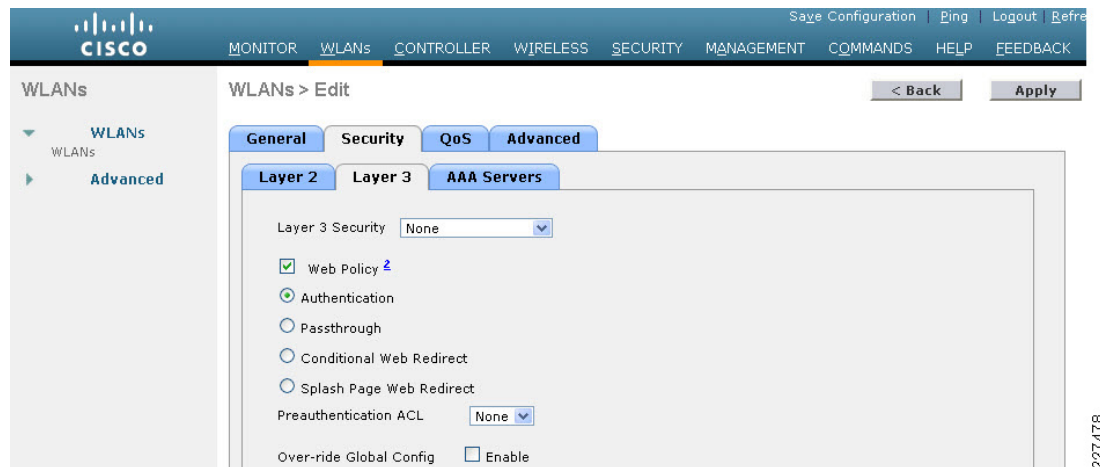 Save Configuration | Ping | Logout | Refre
CISCO
MONITOR WLANs CONTROLLER WIRELESS SECURITY MANAGEMENT COMMANDS HELP FEEDBACK
WLANs
WLANs > Edit
< Back
Apply
WLANs
WLANs
Advanced
General Security QoS Advanced
Layer 2 Layer 3 AAA Servers
Layer 3 Security None
Web Policy 2
Authentication
Passthrough
Conditional Web Redirect
Splash Page Web Redirect
Preauthentication ACL None
Over-ride Global Config Enable
227478